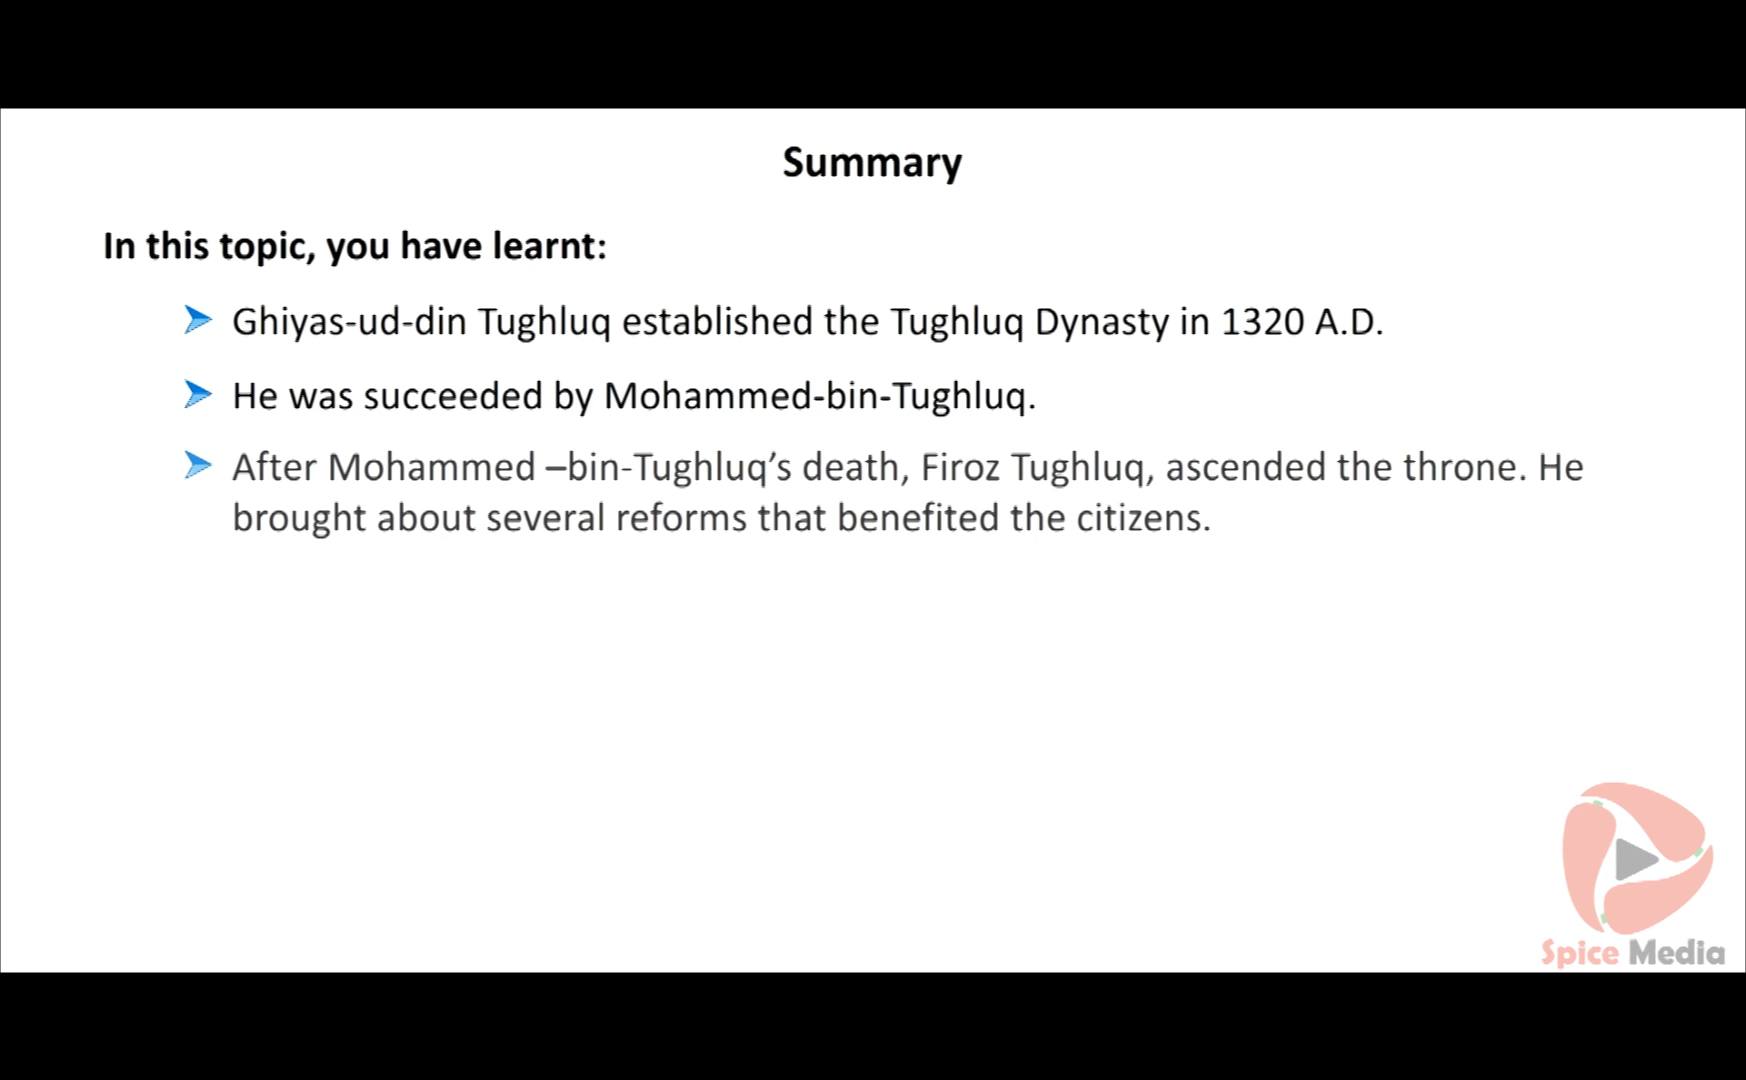 Summary
In this topic, you have learnt:
Ghiyas-ud-din Tughluq established the Tughluq Dynasty in 1320 A.D.
He was succeeded by Mohammed-bin-Tughluq.
After Mohammed –bin-Tughluq’s death, Firoz Tughluq, ascended the throne. He
brought about several reforms that benefited the citizens.
Spice Media